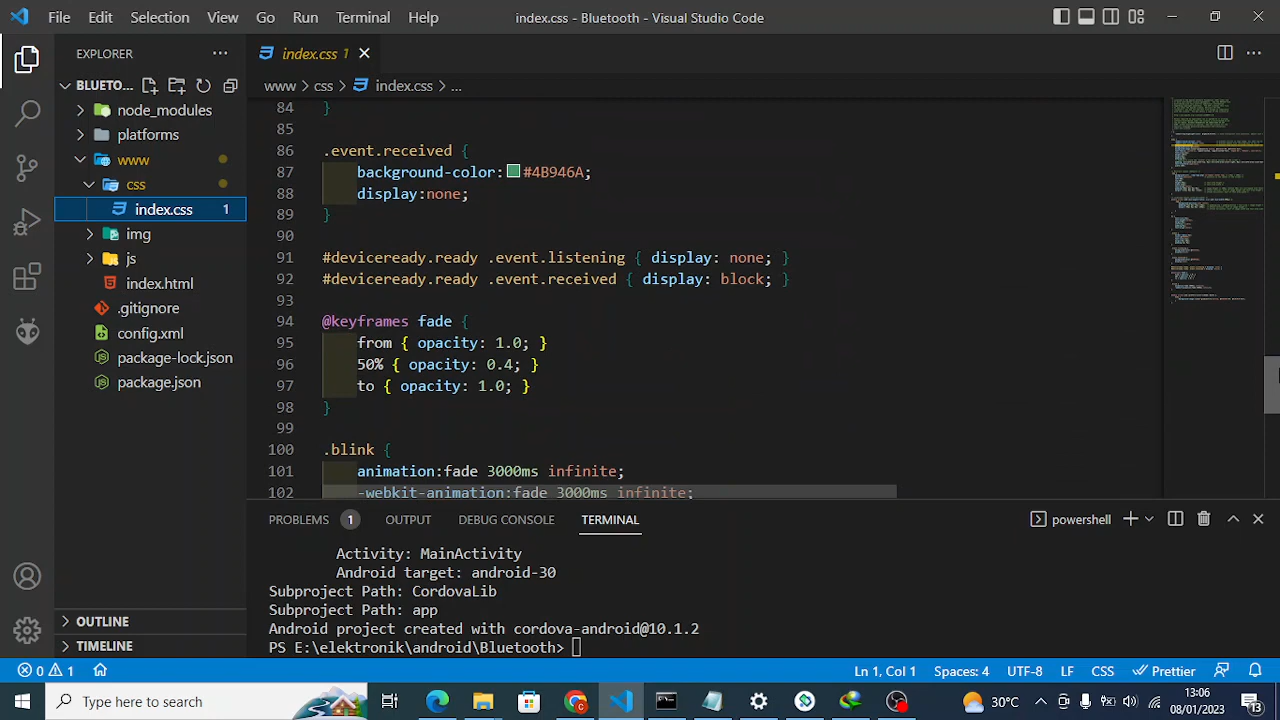 File Edit Selection View Go Run Terminal Help index.css - Bluetooth - Visual Studio Code
EXPLORER
BLUETO...
node_modules
platforms
www
css
index.css 1
img
js
index.html
.gitignore
config.xml
package-lock.json
package.json
OUTLINE
TIMELINE
index.css 1
www > css > index.css > ...
84 }
85
86 .event.received {
87 background-color: #4B946A;
88 display:none;
89 }
90
91 #deviceready.ready .event.listening { display: none; }
92 #deviceready.ready .event.received { display: block; }
93
94 @keyframes fade {
95 from { opacity: 1.0; }
96 50% { opacity: 0.4; }
97 to { opacity: 1.0; }
98 }
99
100 .blink {
101 animation:fade 3000ms infinite;
102 -webkit-animation:fade 3000ms infinite;
PROBLEMS 1 OUTPUT DEBUG CONSOLE TERMINAL powershell
Activity: MainActivity
Android target: android-30
Subproject Path: CordovaLib
Subproject Path: app
Android project created with cordova-android@10.1.2
PS E:\elektronik\android\Bluetooth>
0 1 Ln 1, Col 1 Spaces: 4 UTF-8 LF CSS Prettier
Type here to search 30°C 13:06
08/01/2023 13